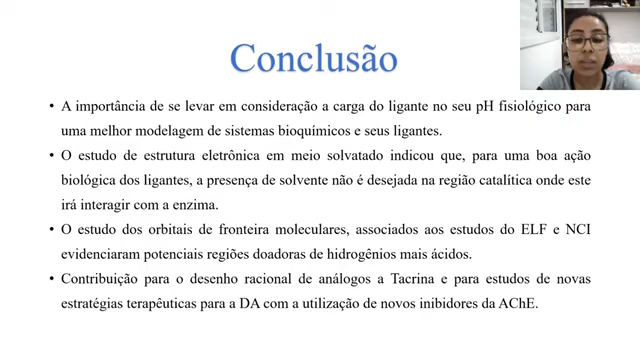 Conclusão
• A importância de se levar em consideração a carga do ligante no seu pH fisiológico para
uma melhor modelagem de sistemas bioquímicos e seus ligantes.
• O estudo de estrutura eletrônica em meio solvatado indicou que, para uma boa ação
biológica dos ligantes, a presença de solvente não é desejada na região catalítica onde este
irá interagir com a enzima.
• O estudo dos orbitais de fronteira moleculares, associados aos estudos do ELF e NCI
evidenciaram potenciais regiões doadoras de hidrogênios mais ácidos.
• Contribuição para o desenho racional de análogos a Tacrina e para estudos de novas
estratégias terapêuticas para a DA com a utilização de novos inibidores da AChE.